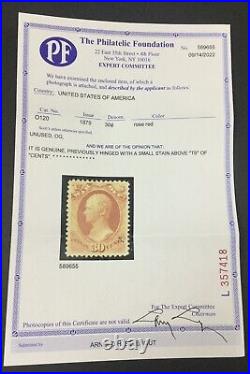 PF
The Philatelic Foundation
22 East 35th Street • 4th Floor
New York, NY 10016
EXPERT COMMITTEE
No. 589655
09/14/2022
We have examined the enclosed item, of which a
photograph is attached, and described by the applicant as follows:
Country: UNITED STATES OF AMERICA
Cat. No. Issue Denom. Color
O120 1879 30¢ rose red
UNUSED, OG.
AND WE ARE OF THE OPINION THAT:
IT IS GENUINE, PREVIOUSLY HINGED WITH A SMALL STAIN ABOVE "TS" OF
"CENTS".
30
589655
L 357418
For The Expert Committee
Chairman
Photocopies of this Certificate are not valid.
Submitted by